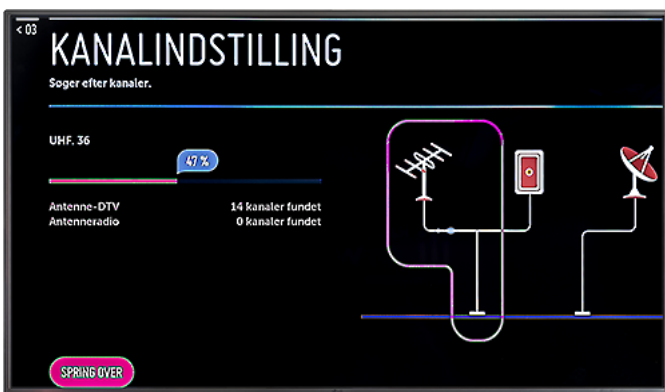 < 03
KANALINDSTILLING
Søger efter kanaler.
UHF. 36
47 %
Antenne-DTV 14 kanaler fundet
Antenneradio 0 kanaler fundet
SPRING OVER